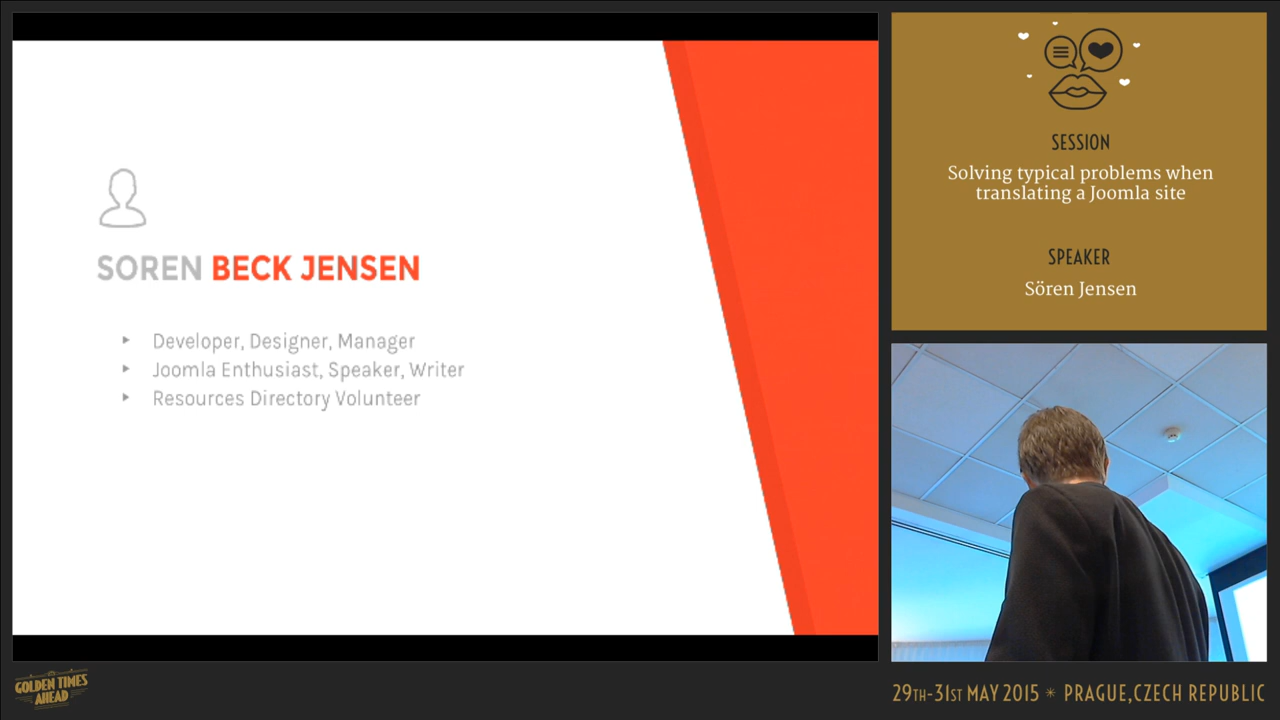 SOREN BECK JENSEN
Developer, Designer, Manager
Joomla Enthusiast, Speaker, Writer
Resources Directory Volunteer
SESSION
Solving typical problems when
translating a Joomla site
SPEAKER
Sören Jensen
GOLDEN TIMES
AHEAD
29TH-31ST MAY 2015 * PRAGUE,CZECH REPUBLIC